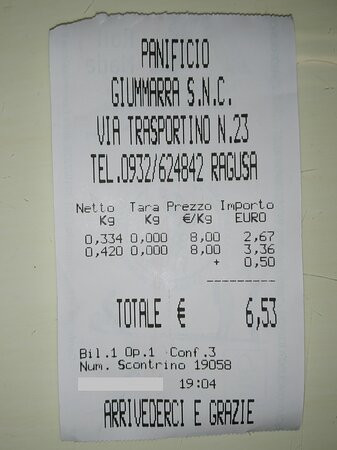 PANIFICIO
GIUMMARRA S.N.C.
VIA TRASPORTINO N.23
TEL.0932/624842 RAGUSA
Netto Tara Prezzo Importo
Kg Kg €/Kg EURO
0,334 0,000 8,00 2,67
0,420 0,000 8,00 3,36
+ 0,50
---------
TOTALE € 6,53
Bil.1 Op.1 Conf.3
Num. Scontrino 19058
19:04
ARRIVEDERCI E GRAZIE